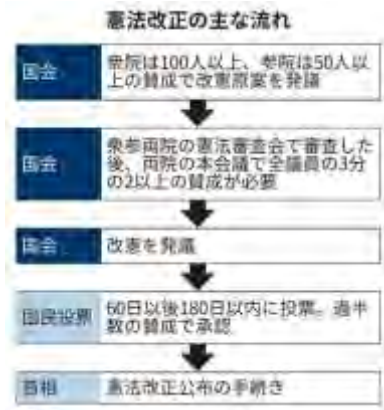 憲法改正の主な流れ
国会
衆院は100人以上、参院は50人以
上の賛成で改憲原案を発議
国会
衆参両院の憲法審査会で審査した
後、両院の本会議で全議員の3分
の2以上の賛成が必要
国会
改憲を発議
国民投票
60日以後180日以内に投票。過半
数の賛成で承認
首相
憲法改正公布の手続き